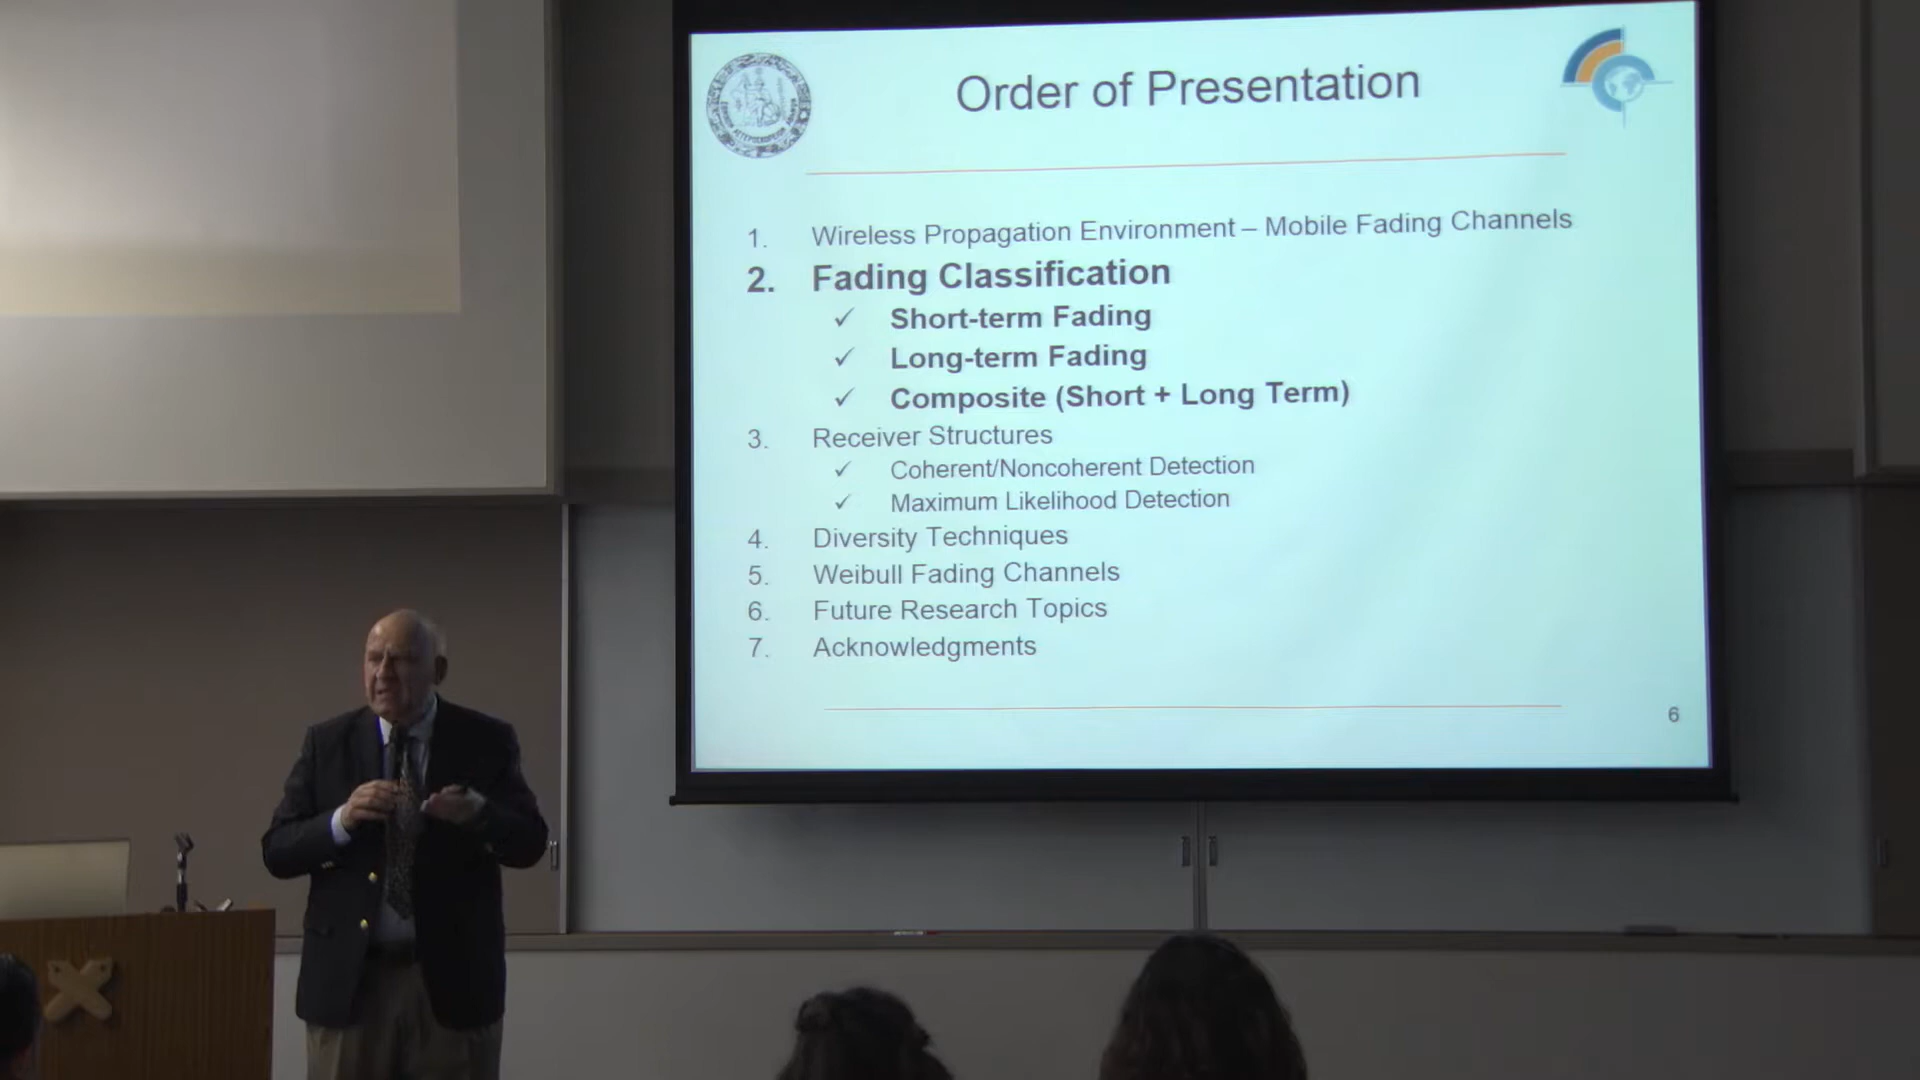 Order of Presentation
1. Wireless Propagation Environment – Mobile Fading Channels
2. Fading Classification
✓ Short-term Fading
✓ Long-term Fading
✓ Composite (Short + Long Term)
3. Receiver Structures
✓ Coherent/Noncoherent Detection
✓ Maximum Likelihood Detection
4. Diversity Techniques
5. Weibull Fading Channels
6. Future Research Topics
7. Acknowledgments
6